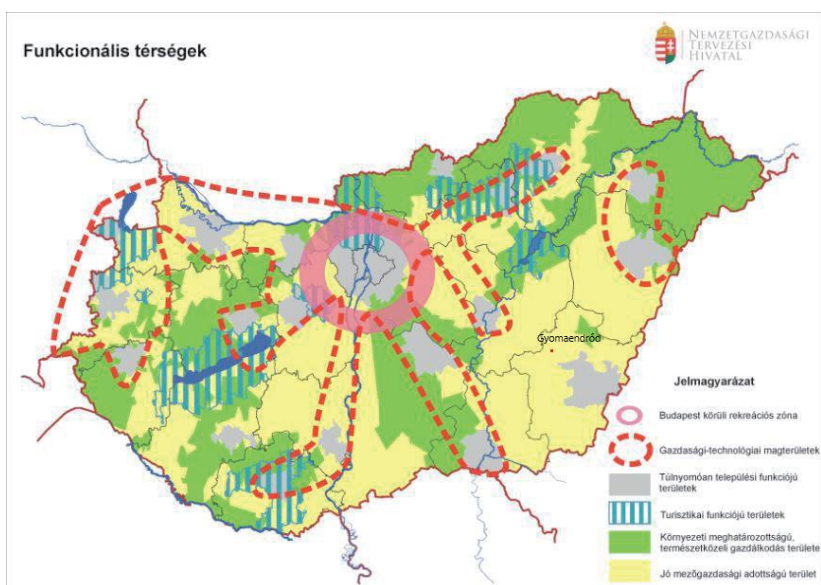 Funkcionális térségek
NEMZETGAZDASÁGI
TERVEZÉSI
HIVATAL
Gyomaendrőd
Jelmagyarázat
Budapest körüli rekreációs zóna
Gazdasági-technológiai magterületek
Túlnyomóan települési funkciójú
területek
Turisztikai funkciójú területek
Környezeti meghatározottságú,
természetközeli gazdálkodás területe
Jó mezőgazdasági adottságú terület